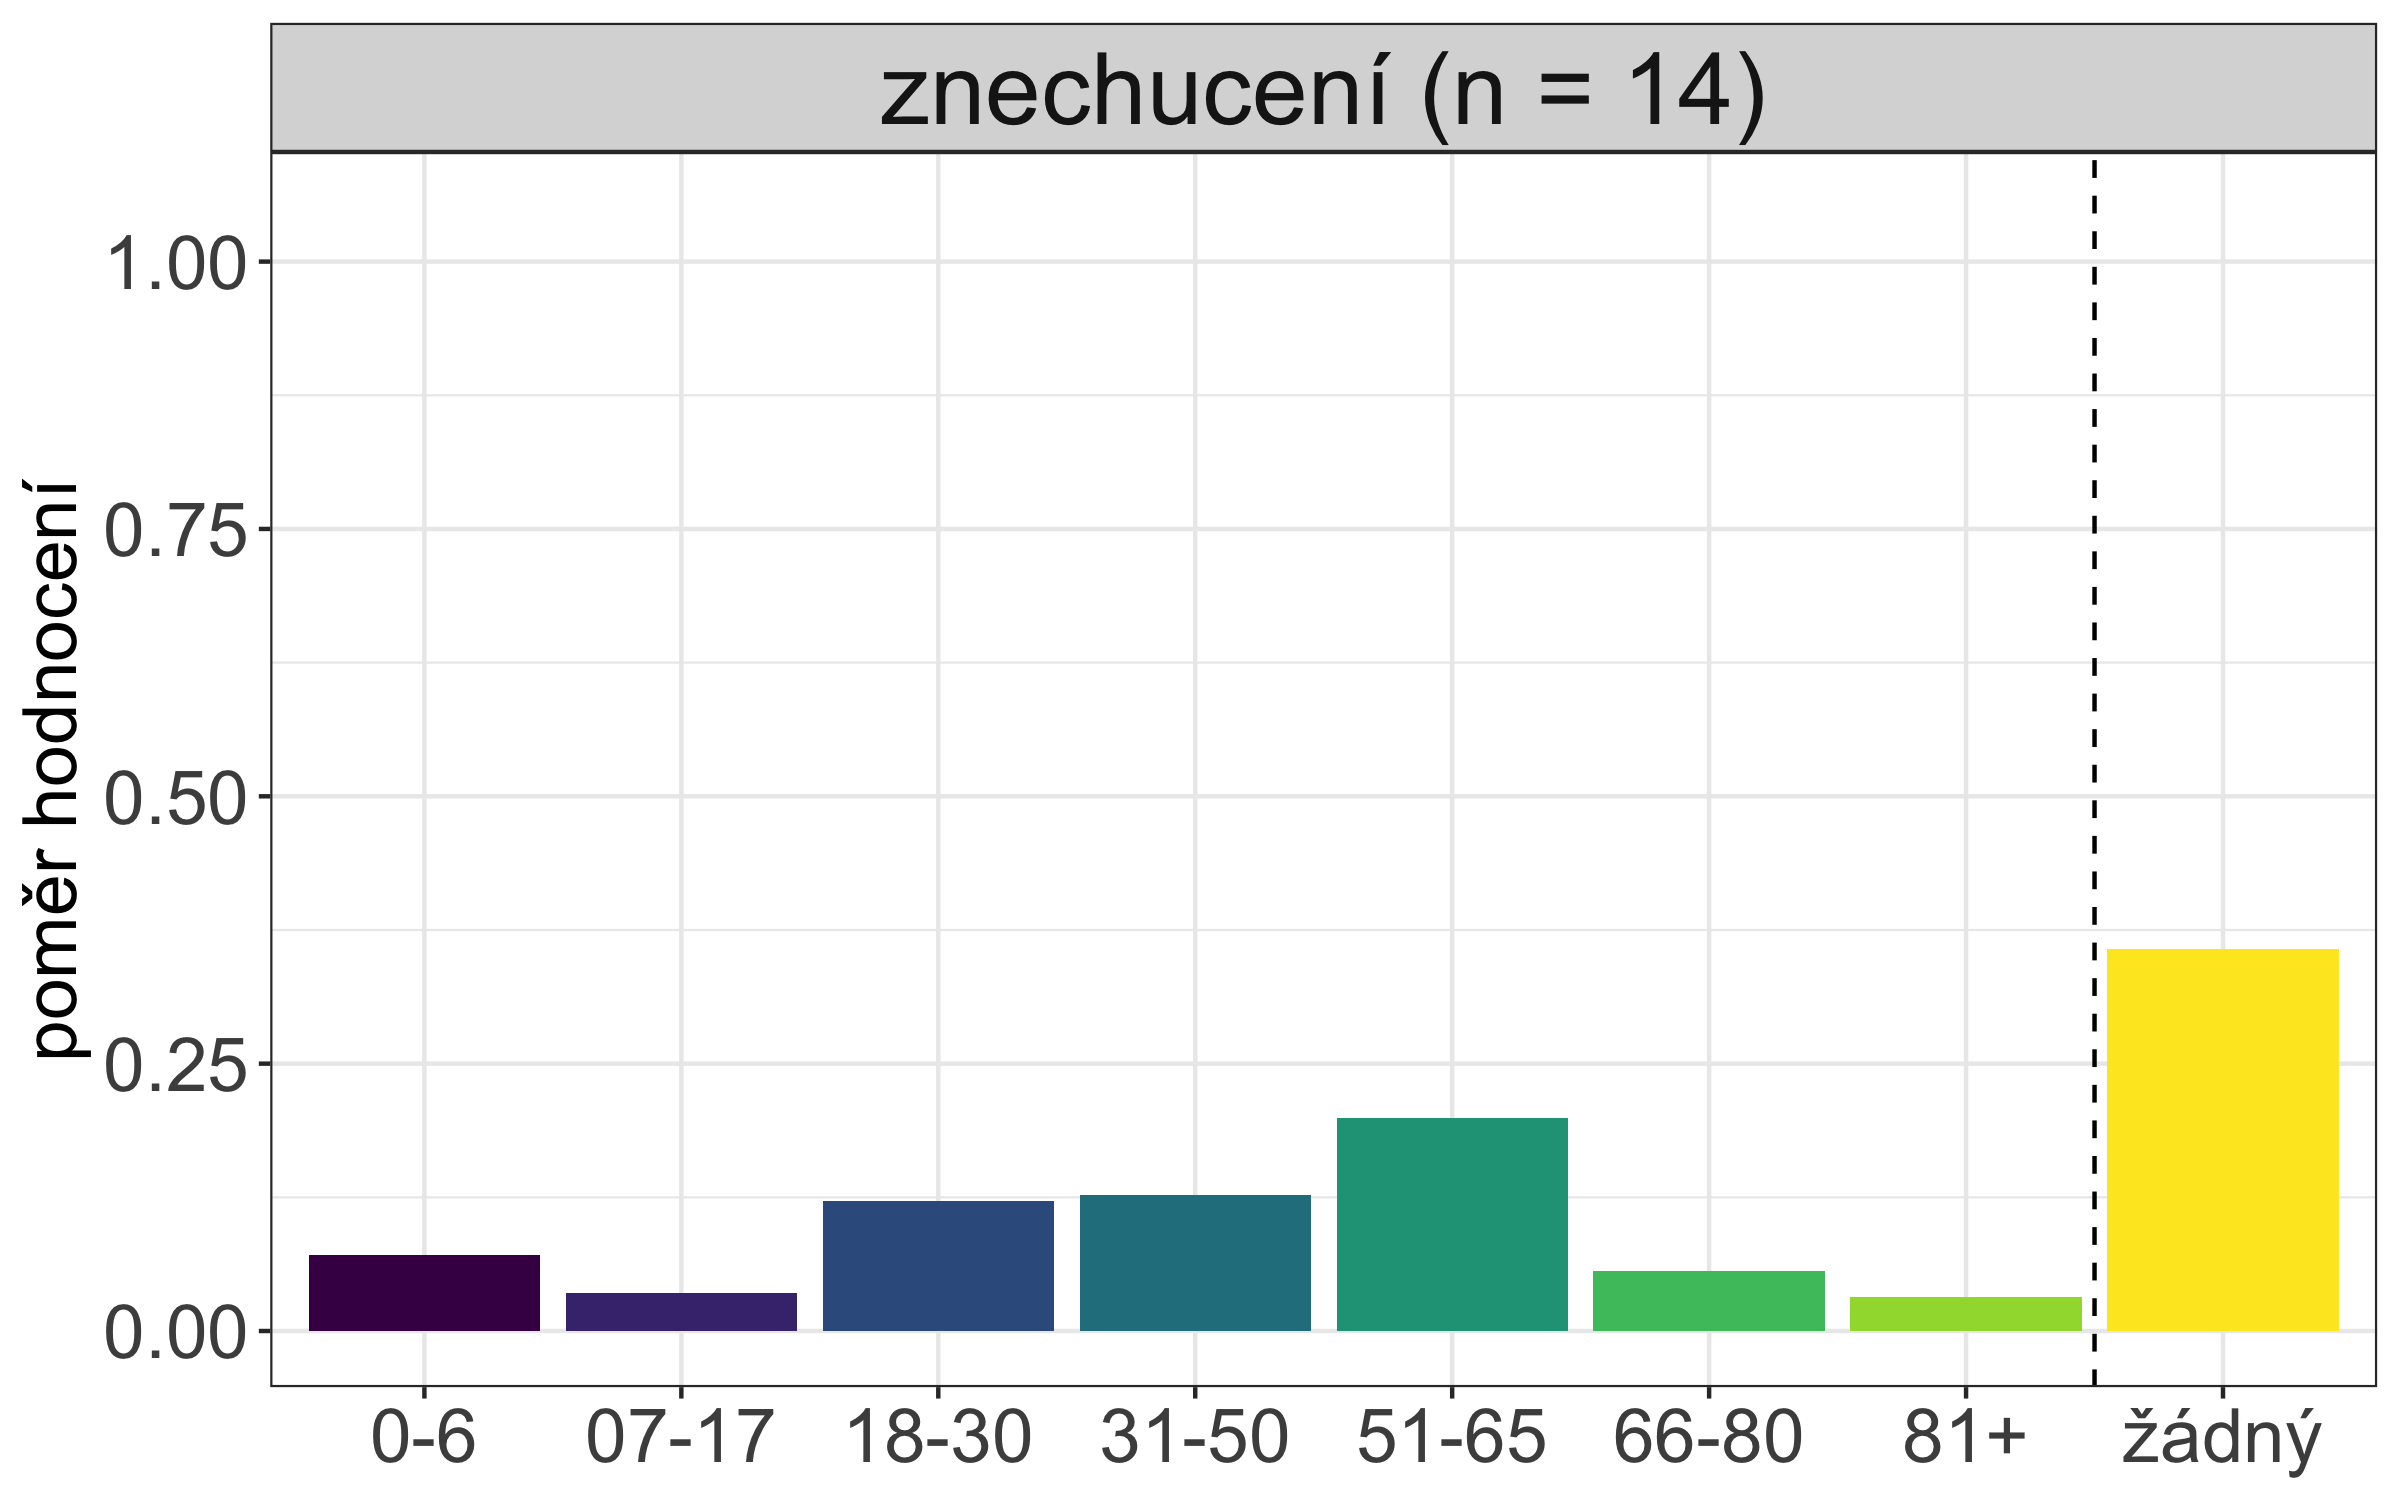 znechucení (n = 14)
poměr hodnocení
1.00
0.75
0.50
0.25
0.00
0-6 07-17 18-30 31-50 51-65 66-80 81+ žádný